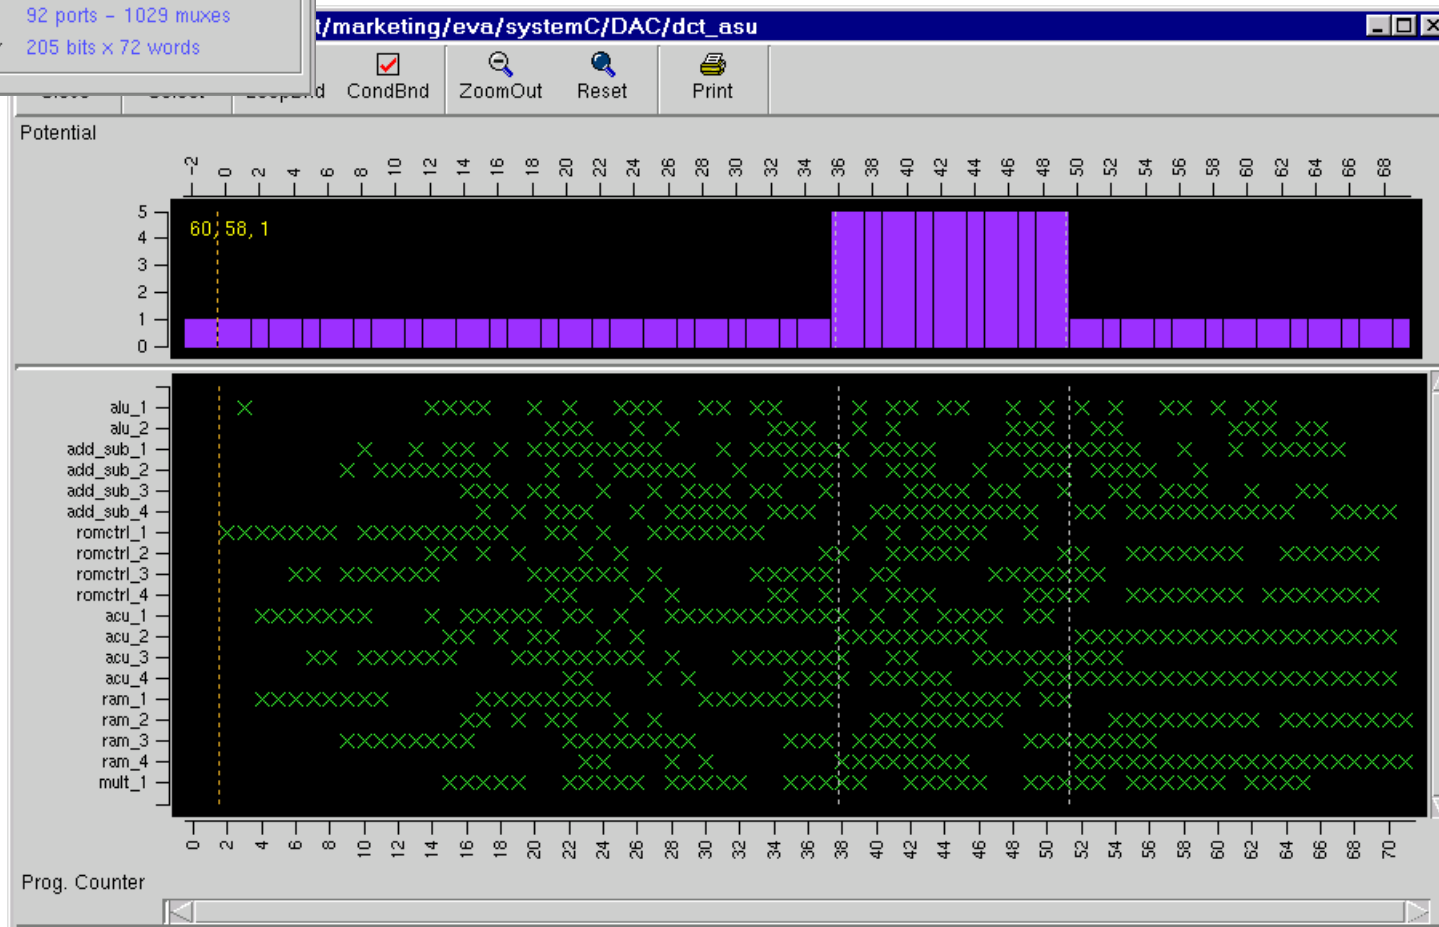 92 ports - 1029 muxes
205 bits x 72 words
t/marketing/eva/systemC/DAC/dct_asu
CondBnd ZoomOut Reset Print
Potential
-2 0 2 4 6 8 10 12 14 16 18 20 22 24 26 28 30 32 34 36 38 40 42 44 46 48 50 52 54 56 58 60 62 64 66 68
5
60, 58, 1
4
3
2
1
0
alu_1
alu_2
add_sub_1
add_sub_2
add_sub_3
add_sub_4
romctrl_1
romctrl_2
romctrl_3
romctrl_4
acu_1
acu_2
acu_3
acu_4
ram_1
ram_2
ram_3
ram_4
mult_1
0 2 4 6 8 10 12 14 16 18 20 22 24 26 28 30 32 34 36 38 40 42 44 46 48 50 52 54 56 58 60 62 64 66 68 70
Prog. Counter